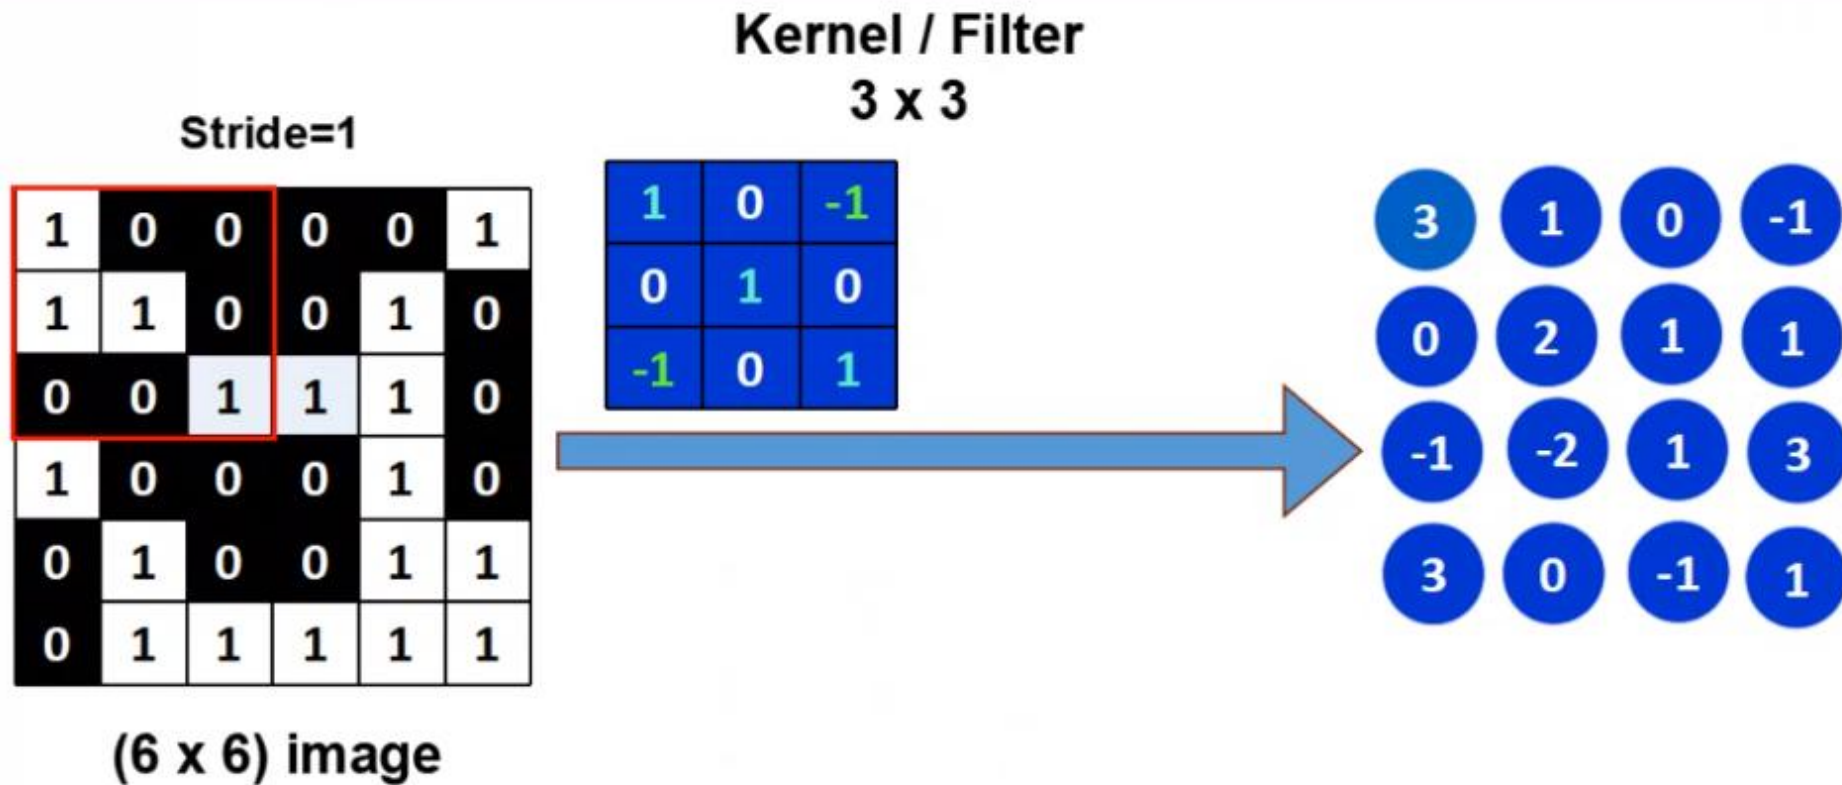 Kernel / Filter
3 x 3
Stride=1
1 0 0 0 0 1
1 1 0 0 1 0
0 0 1 1 1 0
1 0 0 0 1 0
0 1 0 0 1 1
0 1 1 1 1 1
(6 x 6) image
1 0 -1
0 1 0
-1 0 1
3 1 0 -1
0 2 1 1
-1 -2 1 3
3 0 -1 1